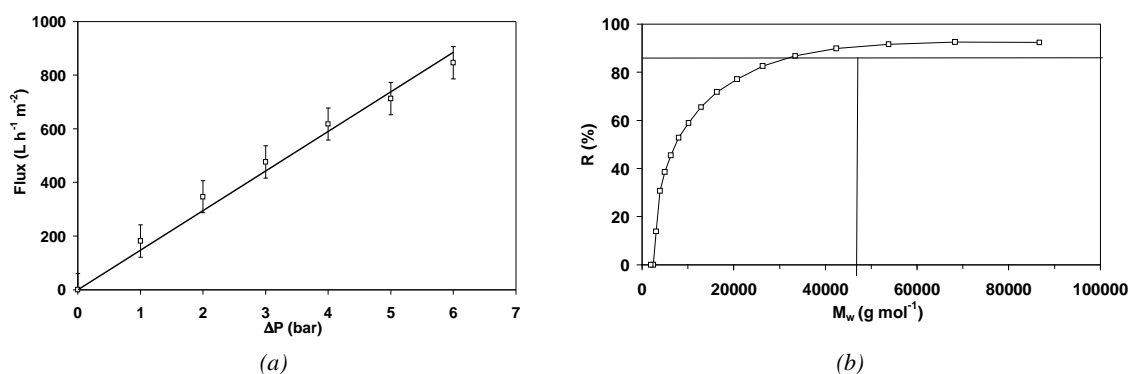 1000
800
600
400
200
0
0 1 2 3 4 5 6 7
Flux (L h⁻¹ m⁻²)
ΔP (bar)
(a)
100
80
60
40
20
0
0 20000 40000 60000 80000 100000
R (%)
M_w (g mol⁻¹)
(b)